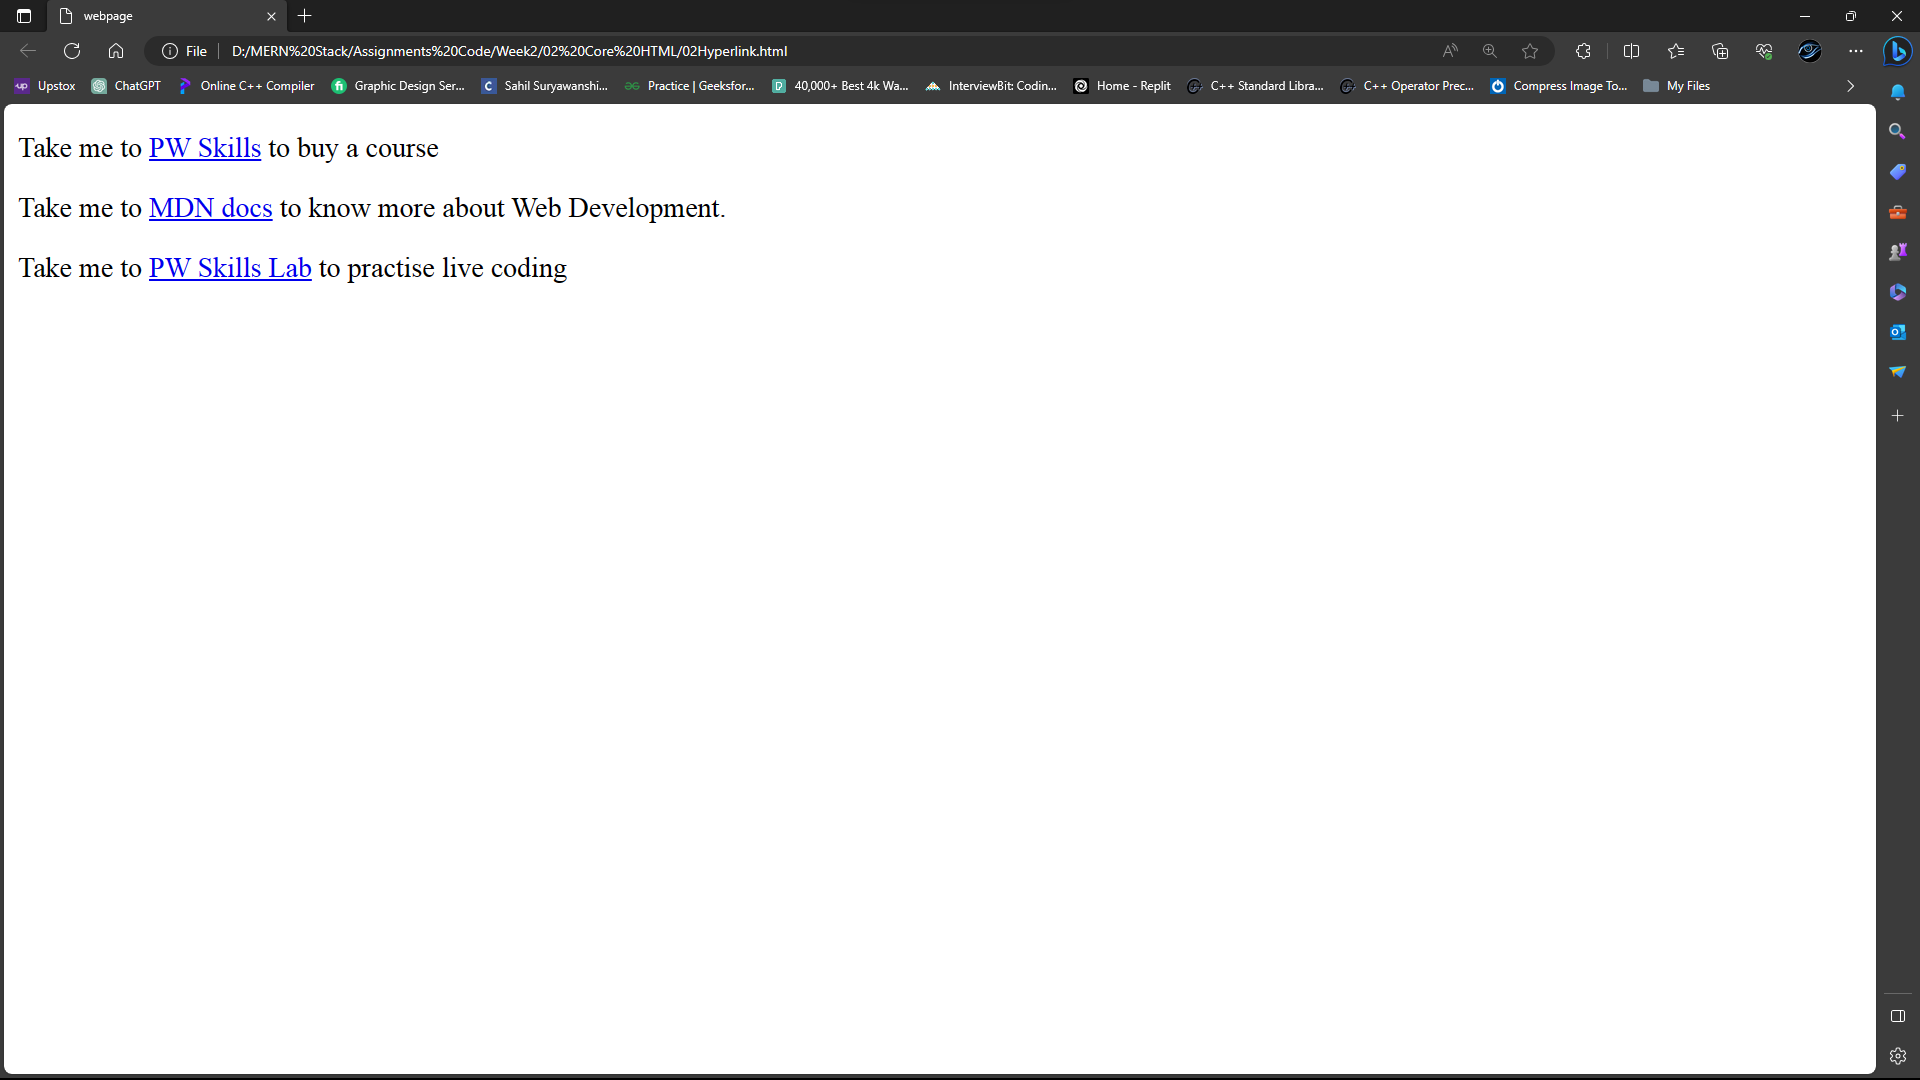 webpage
File D:/MERN%20Stack/Assignments%20Code/Week2/02%20Core%20HTML/02Hyperlink.html
up Upstox ChatGPT Online C++ Compiler Graphic Design Ser... C Sahil Suryawanshi... Practice | Geeksfor... 40,000+ Best 4k Wa... InterviewBit: Codin... Home - Replit C++ Standard Libra... C++ Operator Prec... Compress Image To... My Files
Take me to PW Skills to buy a course
Take me to MDN docs to know more about Web Development.
Take me to PW Skills Lab to practise live coding